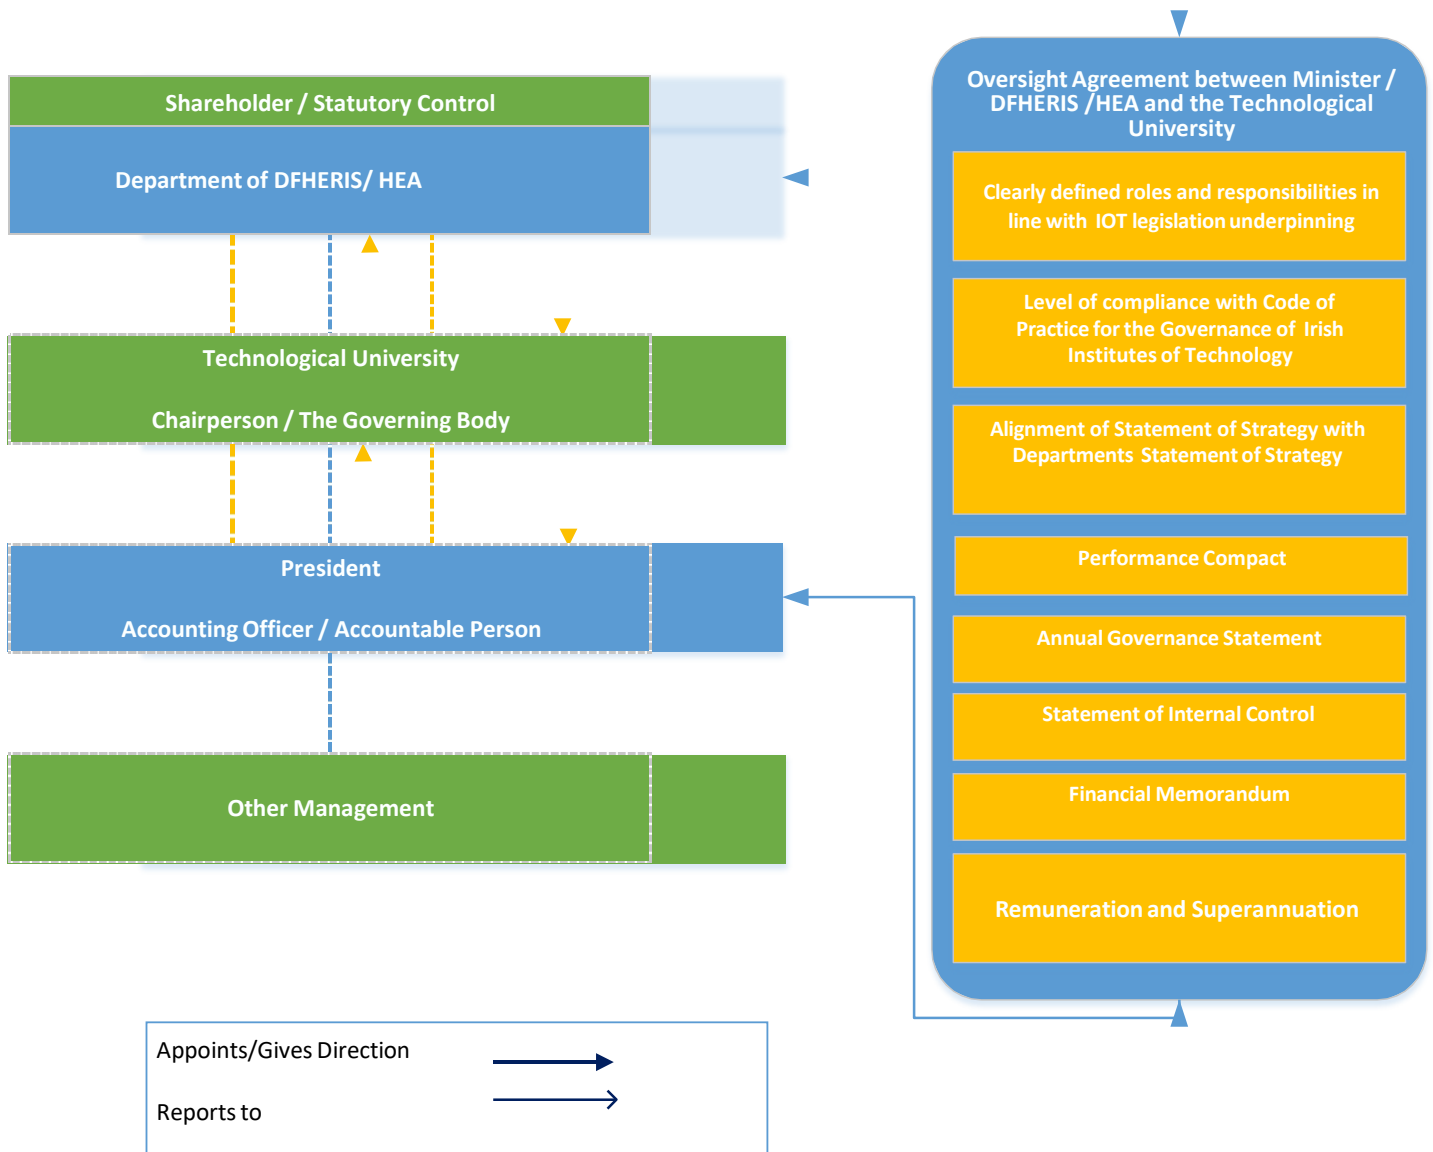 Shareholder / Statutory Control
Department of DFHERIS/ HEA
Technological University
Chairperson / The Governing Body
President
Accounting Officer / Accountable Person
Other Management
Oversight Agreement between Minister /
DFHERIS /HEA and the Technological
University
Clearly defined roles and responsibilities in
line with IOT legislation underpinning
Level of compliance with Code of
Practice for the Governance of Irish
Institutes of Technology
Alignment of Statement of Strategy with
Departments Statement of Strategy
Performance Compact
Annual Governance Statement
Statement of Internal Control
Financial Memorandum
Remuneration and Superannuation
Appoints/Gives Direction
Reports to